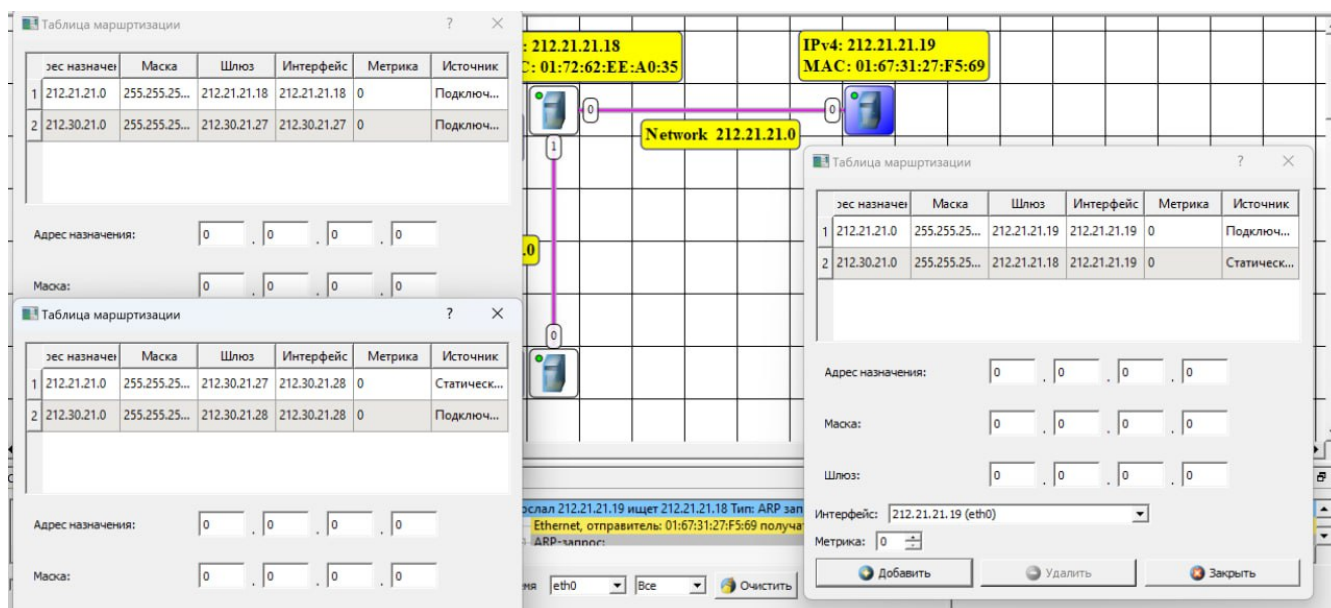 Таблица маршртизации ? ×
рес назначен Маска Шлюз Интерфейс Метрика Источник
1 212.21.21.0 255.255.25... 212.21.21.18 212.21.21.18 0 Подключ...
2 212.30.21.0 255.255.25... 212.30.21.27 212.30.21.27 0 Подключ...
Адрес назначения: 0 . 0 . 0 . 0
Маска: 0 . 0 . 0 . 0
: 212.21.21.18
C: 01:72:62:EE:A0:35
IPv4: 212.21.21.19
MAC: 01:67:31:27:F5:69
0
0
Network 212.21.21.0
1
.0
0
Таблица маршртизации ? ×
рес назначен Маска Шлюз Интерфейс Метрика Источник
1 212.21.21.0 255.255.25... 212.30.21.27 212.30.21.28 0 Статическ...
2 212.30.21.0 255.255.25... 212.30.21.28 212.30.21.28 0 Подключ...
Адрес назначения: 0 . 0 . 0 . 0
Маска: 0 . 0 . 0 . 0
Таблица маршртизации ? ×
рес назначен Маска Шлюз Интерфейс Метрика Источник
1 212.21.21.0 255.255.25... 212.21.21.19 212.21.21.19 0 Подключ...
2 212.30.21.0 255.255.25... 212.21.21.18 212.21.21.19 0 Статическ...
Адрес назначения: 0 . 0 . 0 . 0
Маска: 0 . 0 . 0 . 0
Шлюз: 0 . 0 . 0 . 0
Интерфейс: 212.21.21.19 (eth0)
Метрика: 0
Добавить Удалить Закрыть
ослал 212.21.21.19 ищет 212.21.21.18 Тип: ARP зап
Ethernet, отправитель: 01:67:31:27:F5:69 получа
ARP-запрос:
мя eth0 Все Очистить